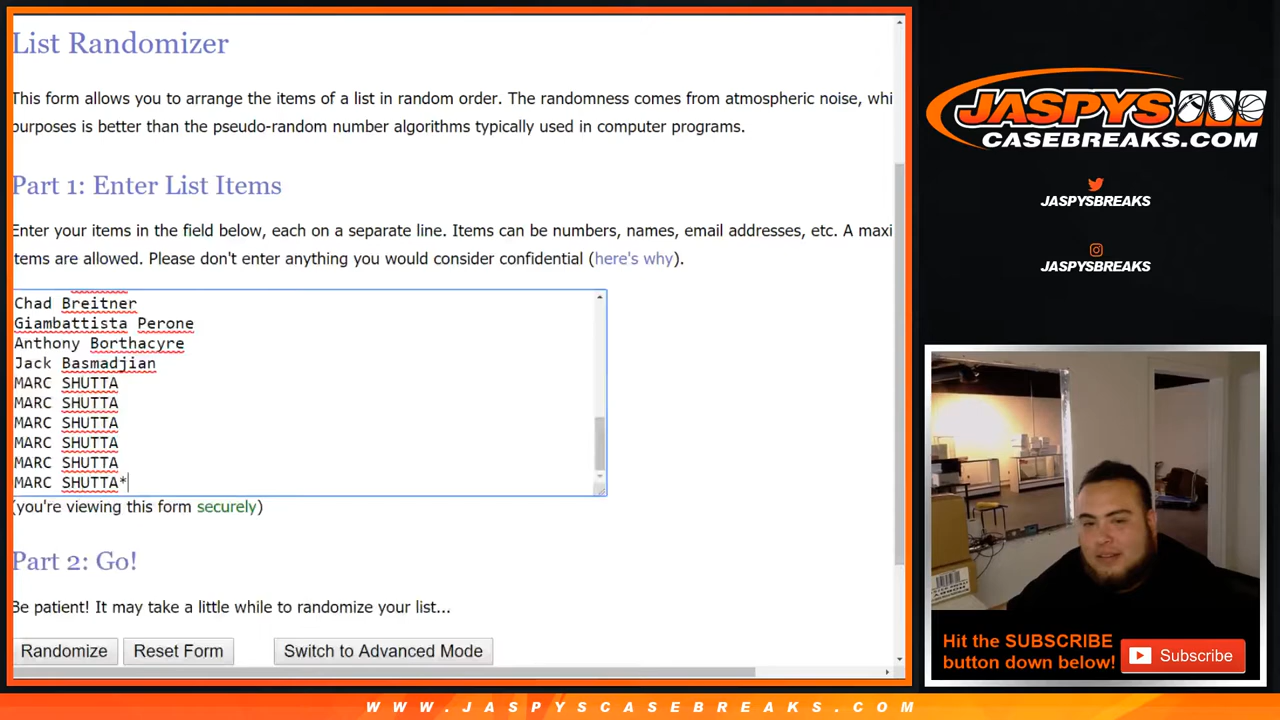 List Randomizer
This form allows you to arrange the items of a list in random order. The randomness comes from atmospheric noise, whi
purposes is better than the pseudo-random number algorithms typically used in computer programs.
Part 1: Enter List Items
Enter your items in the field below, each on a separate line. Items can be numbers, names, email addresses, etc. A maxi
items are allowed. Please don't enter anything you would consider confidential (here's why).
Chad Breitner
Giambattista Perone
Anthony Borthacyre
Jack Basmadjian
MARC SHUTTA
MARC SHUTTA
MARC SHUTTA
MARC SHUTTA
MARC SHUTTA
MARC SHUTTA*
(you're viewing this form securely)
Part 2: Go!
Be patient! It may take a little while to randomize your list...
Randomize Reset Form Switch to Advanced Mode
JASPYS
CASEBREAKS.COM
JASPYSBREAKS
JASPYSBREAKS
Hit the SUBSCRIBE
button down below!
Subscribe
WWW.JASPYSCASEBREAKS.COM